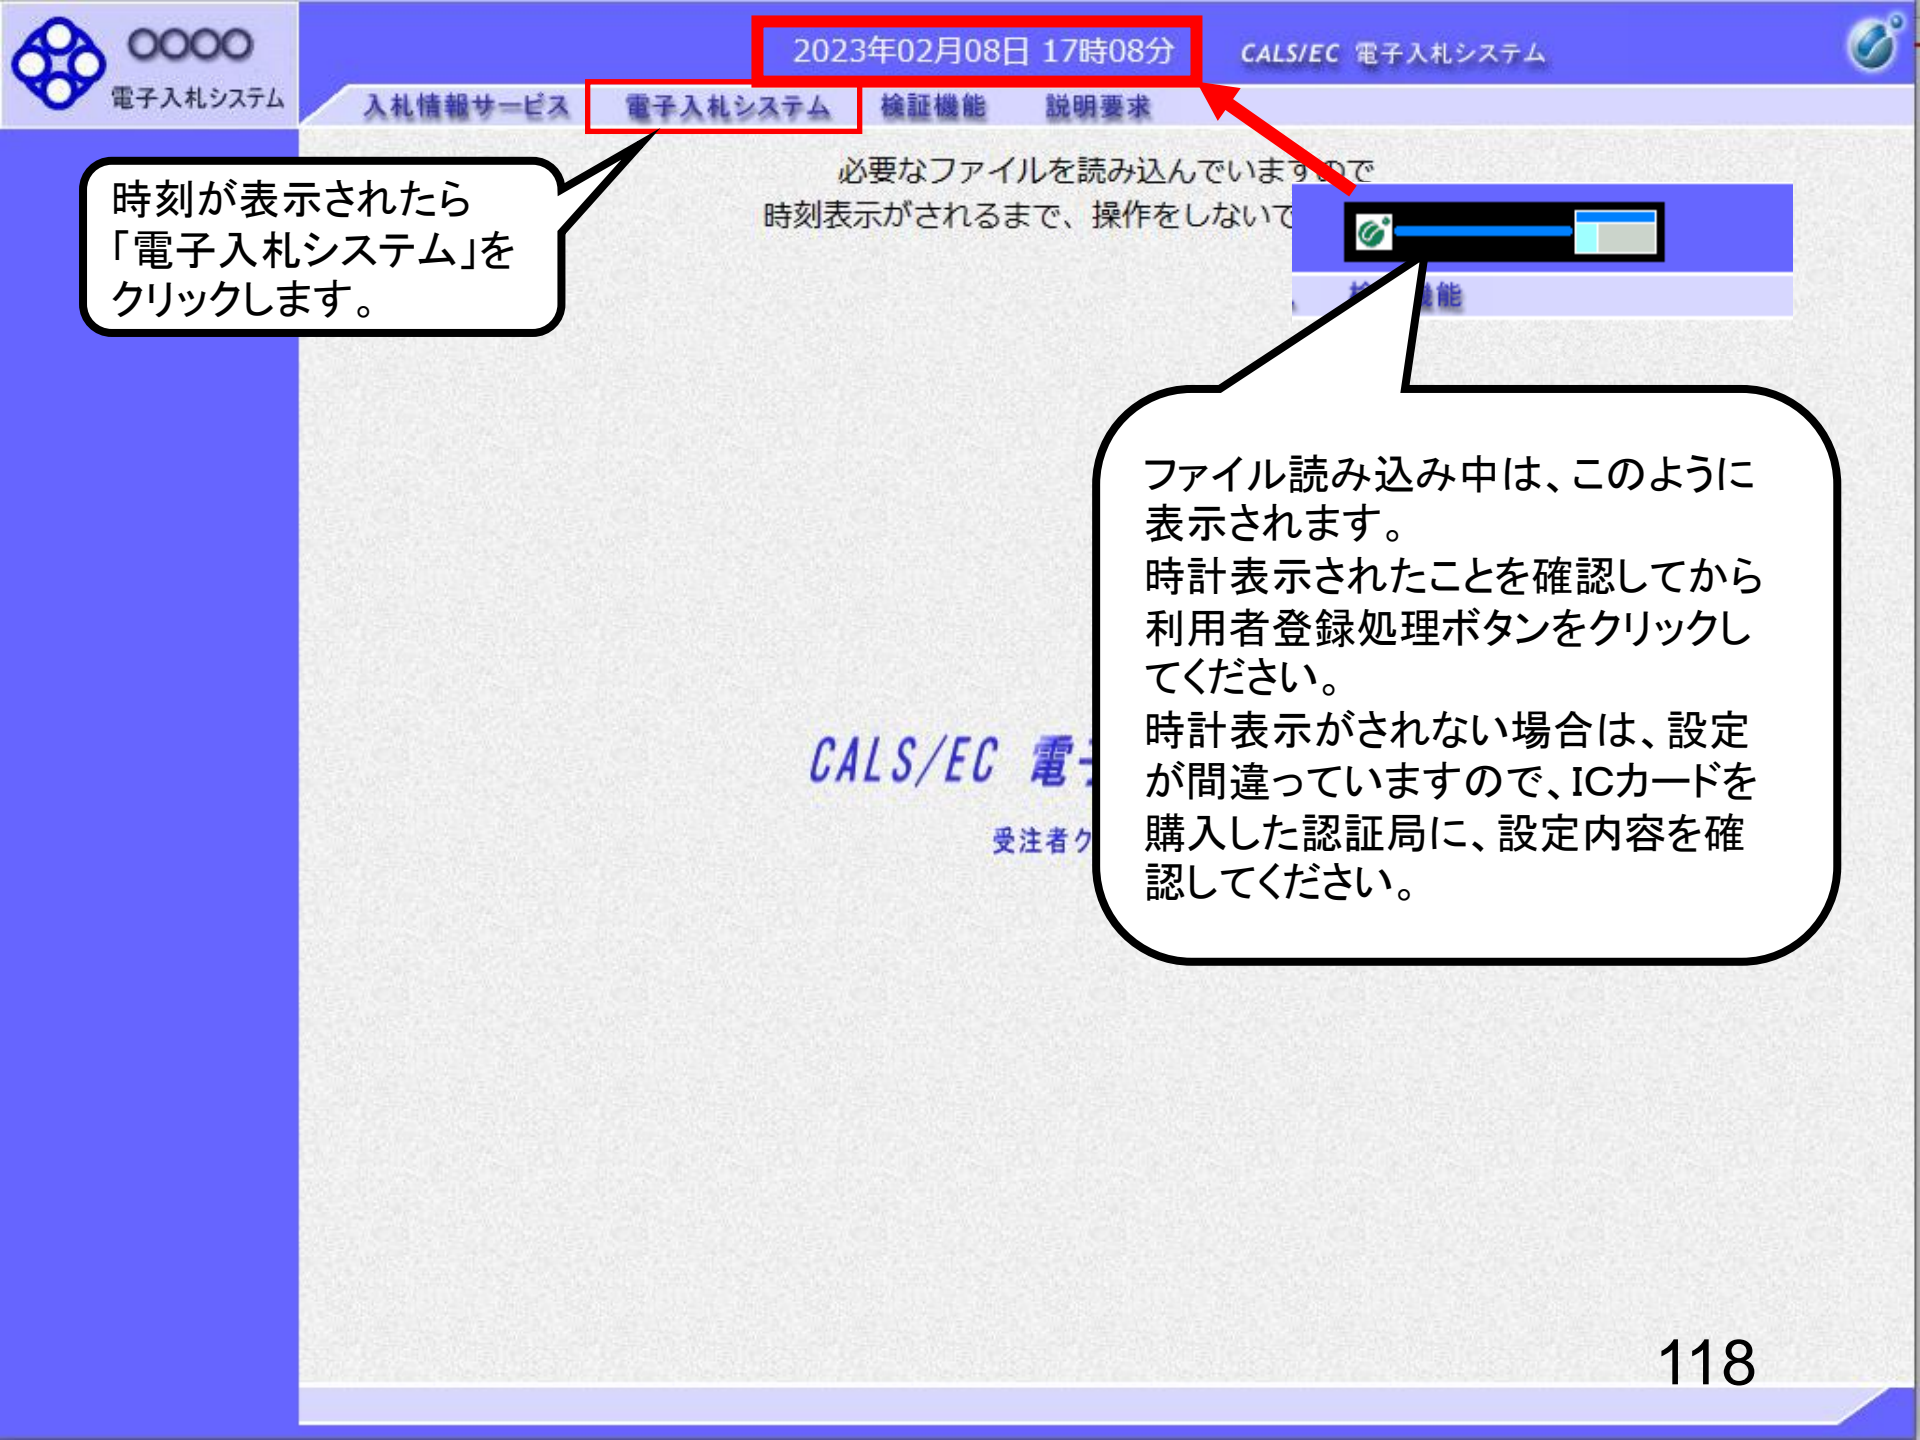 ○○○○
電子入札システム
2023年02月08日 17時08分
CALS/EC 電子入札システム
入札情報サービス 電子入札システム 検証機能 説明要求
必要なファイルを読み込んでいますので
時刻表示がされるまで、操作をしないで
時刻が表示されたら
「電子入札システム」を
クリックします。
能
ファイル読み込み中は、このように
表示されます。
時計表示されたことを確認してから
利用者登録処理ボタンをクリックし
てください。
時計表示がされない場合は、設定
が間違っていますので、ICカードを
購入した認証局に、設定内容を確
認してください。
CALS/EC 電
受注者ク
118